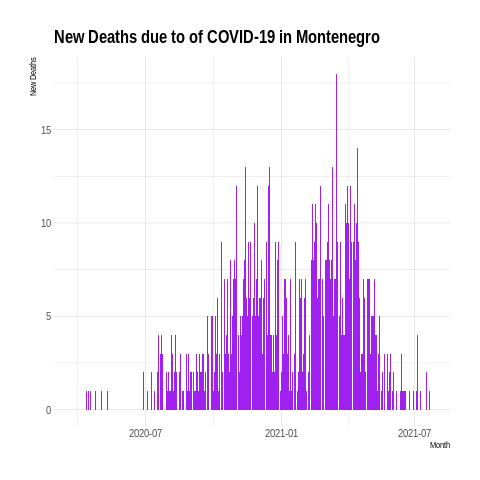 New Deaths due to of COVID-19 in Montenegro
New Deaths
15
10
5
0
2020-07
2021-01
2021-07
Month